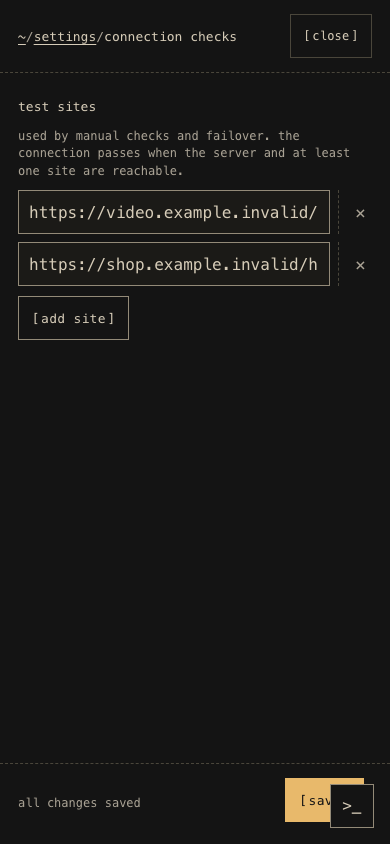 ~/settings/connection checks
[close]
test sites
used by manual checks and failover. the
connection passes when the server and at least
one site are reachable.
https://video.example.invalid/
×
https://shop.example.invalid/h
×
[add site]
all changes saved
[sav
>_